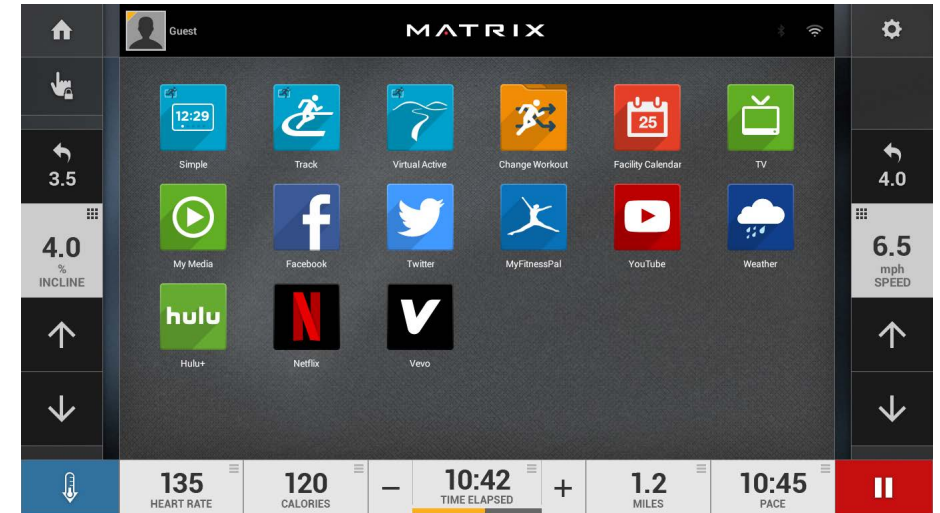 Guest
MATRIX
3.5
4.0
%
INCLINE
12:29
Simple
Track
Virtual Active
Change Workout
25
Facility Calendar
TV
My Media
f
Facebook
Twitter
MyFitnessPal
YouTube
Weather
hulu
Hulu+
N
Netflix
V
Vevo
4.0
6.5
mph
SPEED
135
HEART RATE
120
CALORIES
−
10:42
TIME ELAPSED
+
1.2
MILES
10:45
PACE